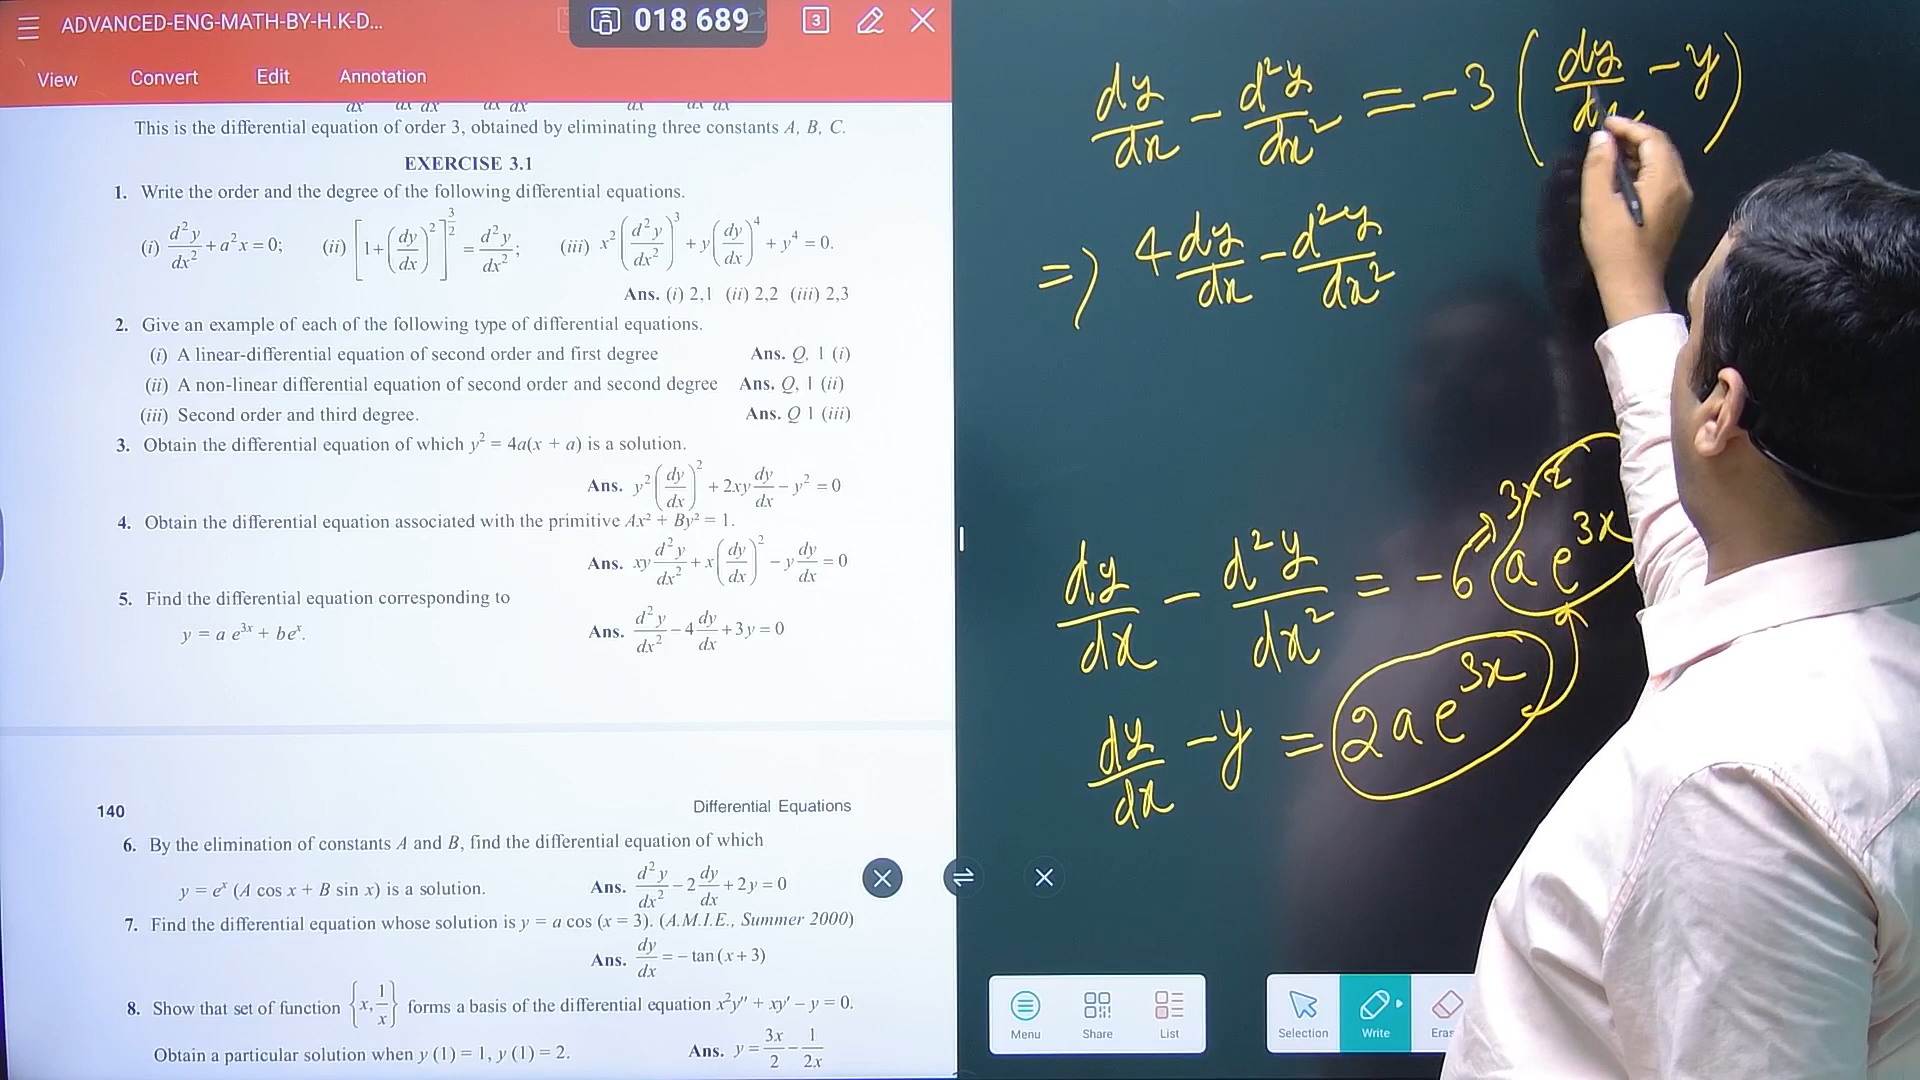 ADVANCED-ENG-MATH-BY-H.K-D...
018 689
3
View Convert Edit Annotation
This is the differential equation of order 3, obtained by eliminating three constants A, B, C.
EXERCISE 3.1
1. Write the order and the degree of the following differential equations.
(i) d²y/dx² + a²x = 0; (ii) [1+(dy/dx)²]^(3/2) = d²y/dx²; (iii) x²(d²y/dx²)³ + y(dy/dx)⁴ + y⁴ = 0.
Ans. (i) 2,1 (ii) 2,2 (iii) 2,3
2. Give an example of each of the following type of differential equations.
(i) A linear-differential equation of second order and first degree Ans. Q. 1 (i)
(ii) A non-linear differential equation of second order and second degree Ans. Q. 1 (ii)
(iii) Second order and third degree. Ans. Q 1 (iii)
3. Obtain the differential equation of which y² = 4a(x + a) is a solution.
Ans. y²(dy/dx)² + 2xy dy/dx − y² = 0
4. Obtain the differential equation associated with the primitive Ax² + By² = 1.
Ans. xy d²y/dx² + x(dy/dx)² − y dy/dx = 0
5. Find the differential equation corresponding to
y = a e³ˣ + beˣ. Ans. d²y/dx² − 4 dy/dx + 3y = 0
140 Differential Equations
6. By the elimination of constants A and B, find the differential equation of which
y = eˣ (A cos x + B sin x) is a solution. Ans. d²y/dx² − 2 dy/dx + 2y = 0
7. Find the differential equation whose solution is y = a cos (x = 3). (A.M.I.E., Summer 2000)
Ans. dy/dx = − tan (x + 3)
8. Show that set of function {x, 1/x} forms a basis of the differential equation x²y″ + xy′ − y = 0.
Obtain a particular solution when y (1) = 1, y (1) = 2. Ans. y = 3x/2 − 1/2x
dy/dx − d²y/dx² = −3 (dy/dx − y)
⇒ 4 dy/dx − d²y/dx²
3×2
dy/dx − d²y/dx² = −6 a e³ˣ
dy/dx − y = 2 a e³ˣ
Menu Share List Selection Write Eras